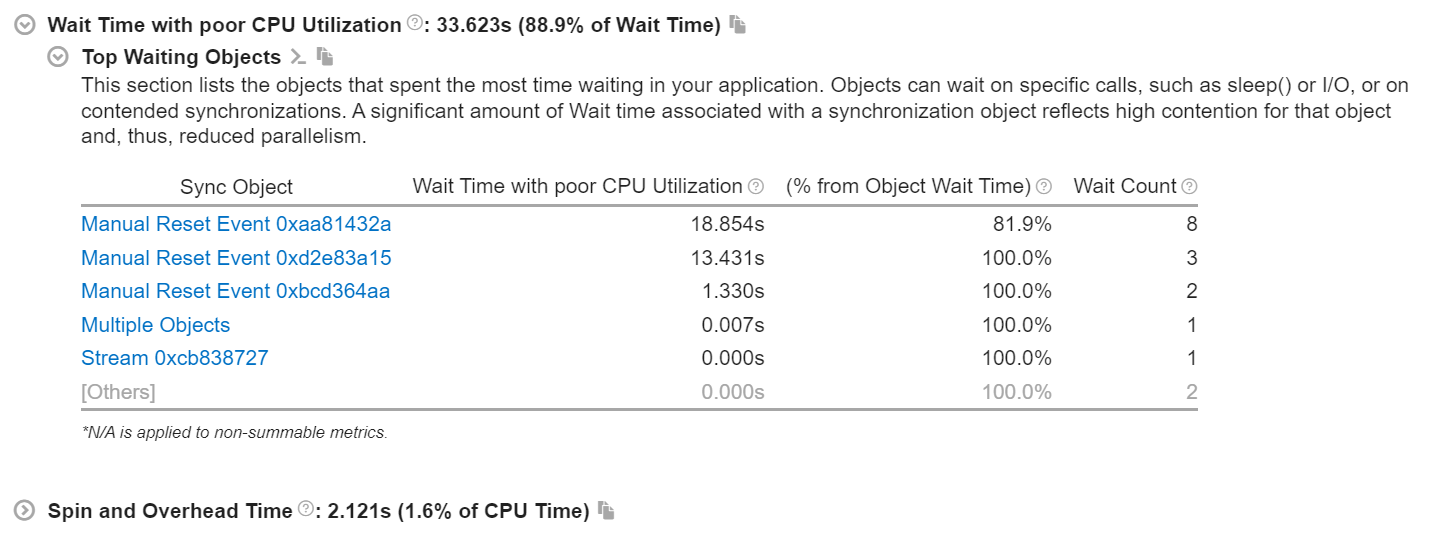 Wait Time with poor CPU Utilization ?: 33.623s (88.9% of Wait Time)
Top Waiting Objects
This section lists the objects that spent the most time waiting in your application. Objects can wait on specific calls, such as sleep() or I/O, or on
contended synchronizations. A significant amount of Wait time associated with a synchronization object reflects high contention for that object
and, thus, reduced parallelism.
Sync Object Wait Time with poor CPU Utilization ? (% from Object Wait Time) ? Wait Count ?
Manual Reset Event 0xaa81432a 18.854s 81.9% 8
Manual Reset Event 0xd2e83a15 13.431s 100.0% 3
Manual Reset Event 0xbcd364aa 1.330s 100.0% 2
Multiple Objects 0.007s 100.0% 1
Stream 0xcb838727 0.000s 100.0% 1
[Others] 0.000s 100.0% 2
*N/A is applied to non-summable metrics.
Spin and Overhead Time ?: 2.121s (1.6% of CPU Time)